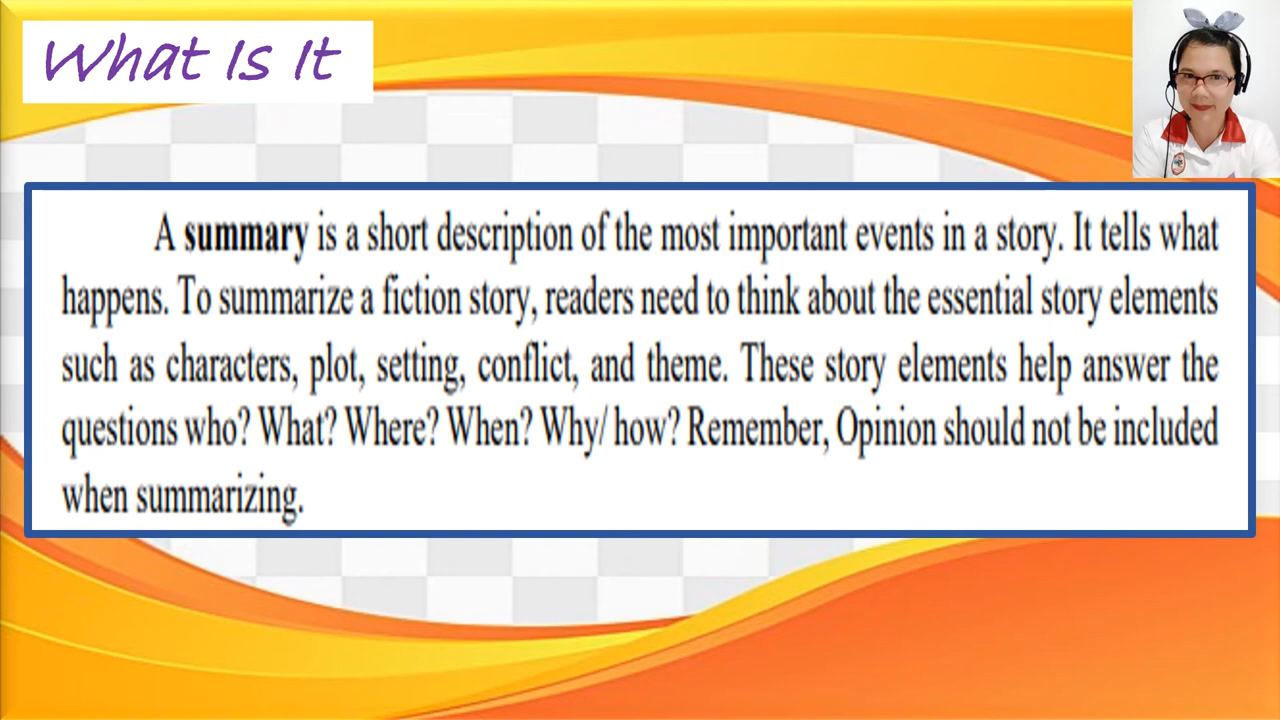 What Is It
A summary is a short description of the most important events in a story. It tells what
happens. To summarize a fiction story, readers need to think about the essential story elements
such as characters, plot, setting, conflict, and theme. These story elements help answer the
questions who? What? Where? When? Why/ how? Remember, Opinion should not be included
when summarizing.